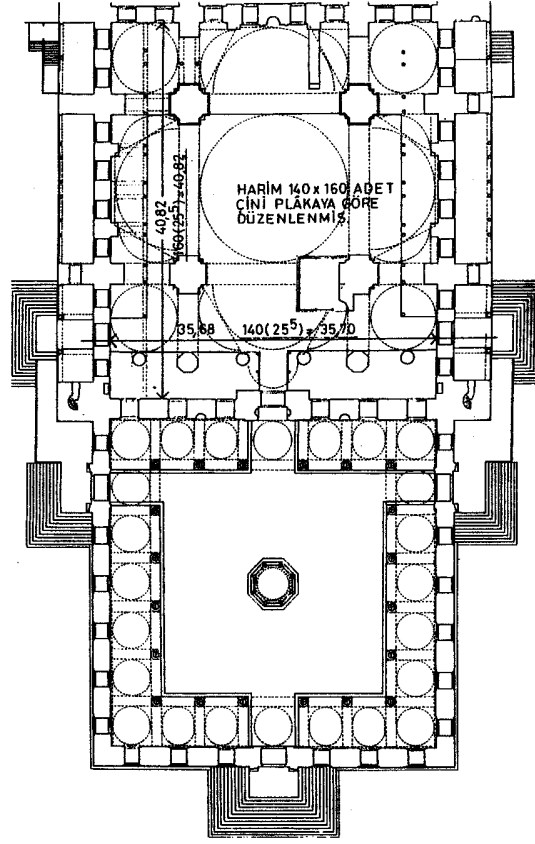 HARİM 140 x 160 ADET
ÇİNİ PLÂKAYA GÖRE
DÜZENLENMİŞ
40,82
160(25⁵)=40,82
35,68 140(25⁵)=35,70